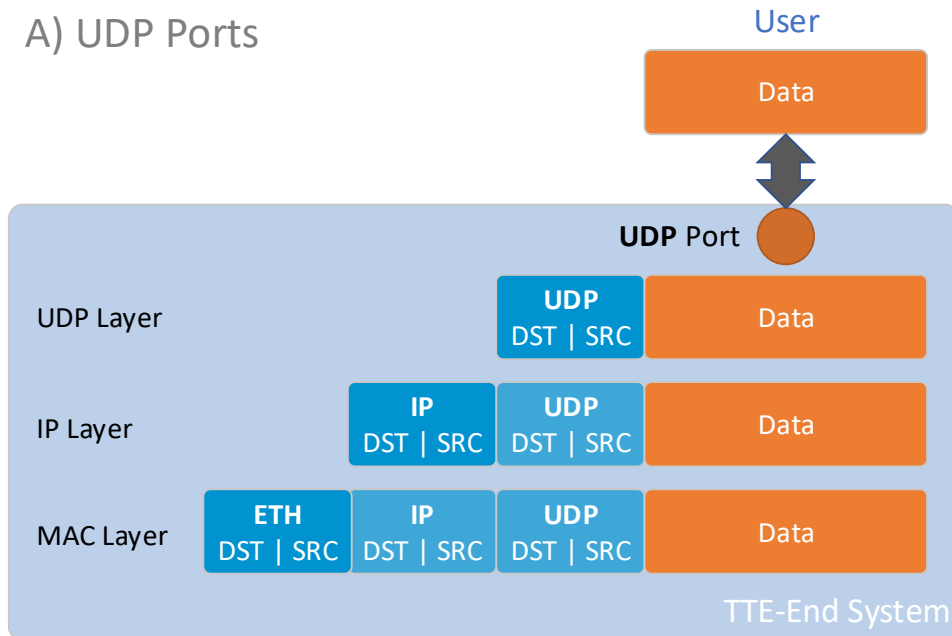 A) UDP Ports
User
Data
UDP Port
UDP Layer
UDP
DST | SRC
Data
IP Layer
IP
DST | SRC
UDP
DST | SRC
Data
MAC Layer
ETH
DST | SRC
IP
DST | SRC
UDP
DST | SRC
Data
TTE-End System